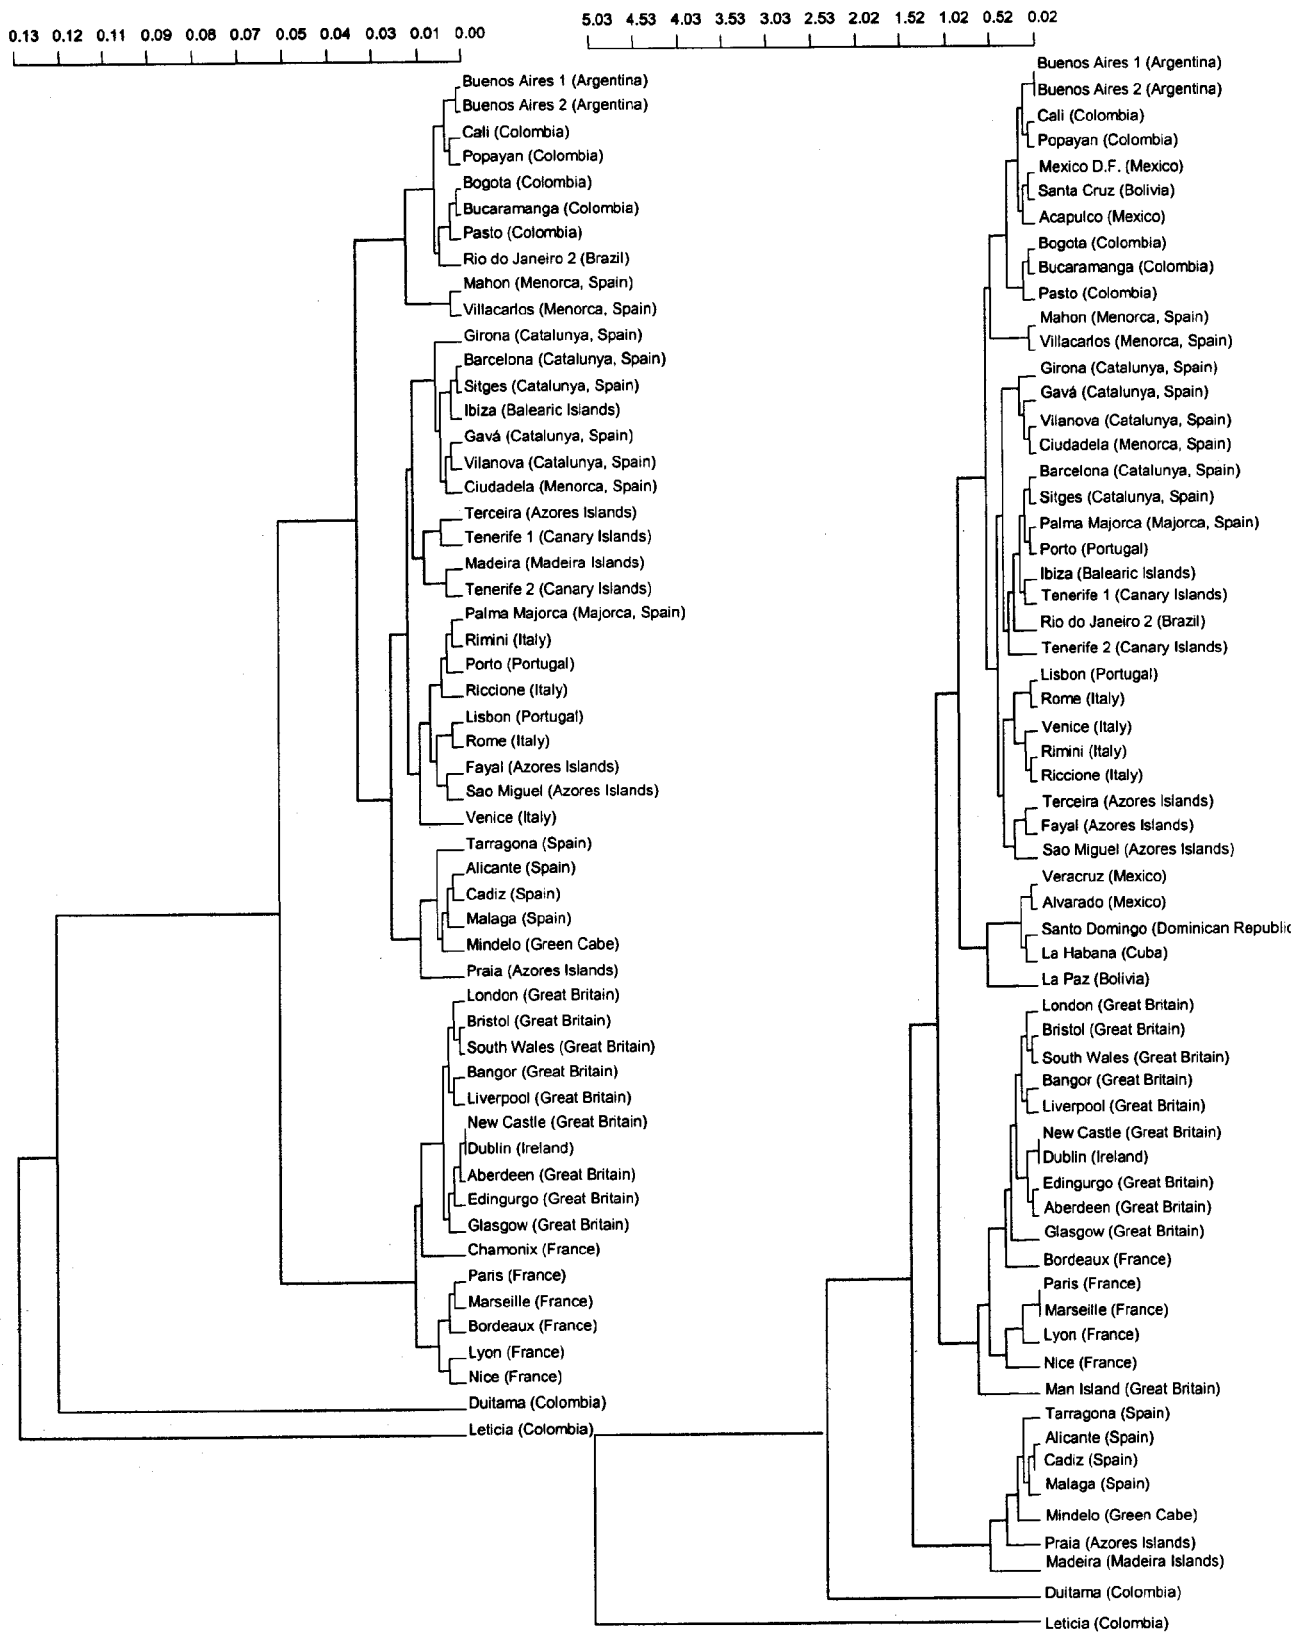 0.13 0.12 0.11 0.09 0.08 0.07 0.05 0.04 0.03 0.01 0.00
Buenos Aires 1 (Argentina)
Buenos Aires 2 (Argentina)
Cali (Colombia)
Popayan (Colombia)
Bogota (Colombia)
Bucaramanga (Colombia)
Pasto (Colombia)
Rio do Janeiro 2 (Brazil)
Mahon (Menorca, Spain)
Villacarlos (Menorca, Spain)
Girona (Catalunya, Spain)
Barcelona (Catalunya, Spain)
Sitges (Catalunya, Spain)
Ibiza (Balearic Islands)
Gavá (Catalunya, Spain)
Vilanova (Catalunya, Spain)
Ciudadela (Menorca, Spain)
Terceira (Azores Islands)
Tenerife 1 (Canary Islands)
Madeira (Madeira Islands)
Tenerife 2 (Canary Islands)
Palma Majorca (Majorca, Spain)
Rimini (Italy)
Porto (Portugal)
Riccione (Italy)
Lisbon (Portugal)
Rome (Italy)
Fayal (Azores Islands)
Sao Miguel (Azores Islands)
Venice (Italy)
Tarragona (Spain)
Alicante (Spain)
Cadiz (Spain)
Malaga (Spain)
Mindelo (Green Cabe)
Praia (Azores Islands)
London (Great Britain)
Bristol (Great Britain)
South Wales (Great Britain)
Bangor (Great Britain)
Liverpool (Great Britain)
New Castle (Great Britain)
Dublin (Ireland)
Aberdeen (Great Britain)
Edingurgo (Great Britain)
Glasgow (Great Britain)
Chamonix (France)
Paris (France)
Marseille (France)
Bordeaux (France)
Lyon (France)
Nice (France)
Duitama (Colombia)
Leticia (Colombia)
5.03 4.53 4.03 3.53 3.03 2.53 2.02 1.52 1.02 0.52 0.02
Buenos Aires 1 (Argentina)
Buenos Aires 2 (Argentina)
Cali (Colombia)
Popayan (Colombia)
Mexico D.F. (Mexico)
Santa Cruz (Bolivia)
Acapulco (Mexico)
Bogota (Colombia)
Bucaramanga (Colombia)
Pasto (Colombia)
Mahon (Menorca, Spain)
Villacarlos (Menorca, Spain)
Girona (Catalunya, Spain)
Gavá (Catalunya, Spain)
Vilanova (Catalunya, Spain)
Ciudadela (Menorca, Spain)
Barcelona (Catalunya, Spain)
Sitges (Catalunya, Spain)
Palma Majorca (Majorca, Spain)
Porto (Portugal)
Ibiza (Balearic Islands)
Tenerife 1 (Canary Islands)
Rio do Janeiro 2 (Brazil)
Tenerife 2 (Canary Islands)
Lisbon (Portugal)
Rome (Italy)
Venice (Italy)
Rimini (Italy)
Riccione (Italy)
Terceira (Azores Islands)
Fayal (Azores Islands)
Sao Miguel (Azores Islands)
Veracruz (Mexico)
Alvarado (Mexico)
Santo Domingo (Dominican Republic
La Habana (Cuba)
La Paz (Bolivia)
London (Great Britain)
Bristol (Great Britain)
South Wales (Great Britain)
Bangor (Great Britain)
Liverpool (Great Britain)
New Castle (Great Britain)
Dublin (Ireland)
Edingurgo (Great Britain)
Aberdeen (Great Britain)
Glasgow (Great Britain)
Bordeaux (France)
Paris (France)
Marseille (France)
Lyon (France)
Nice (France)
Man Island (Great Britain)
Tarragona (Spain)
Alicante (Spain)
Cadiz (Spain)
Malaga (Spain)
Mindelo (Green Cabe)
Praia (Azores Islands)
Madeira (Madeira Islands)
Duitama (Colombia)
Leticia (Colombia)